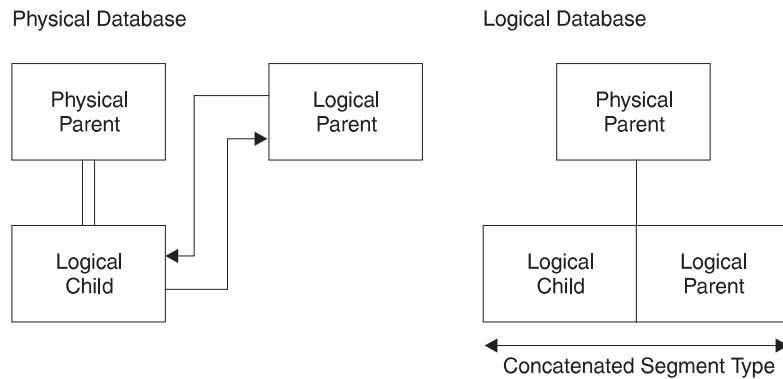 Physical Database
Physical
Parent
Logical
Parent
Logical
Child
Logical Database
Physical
Parent
Logical
Child
Logical
Parent
Concatenated Segment Type